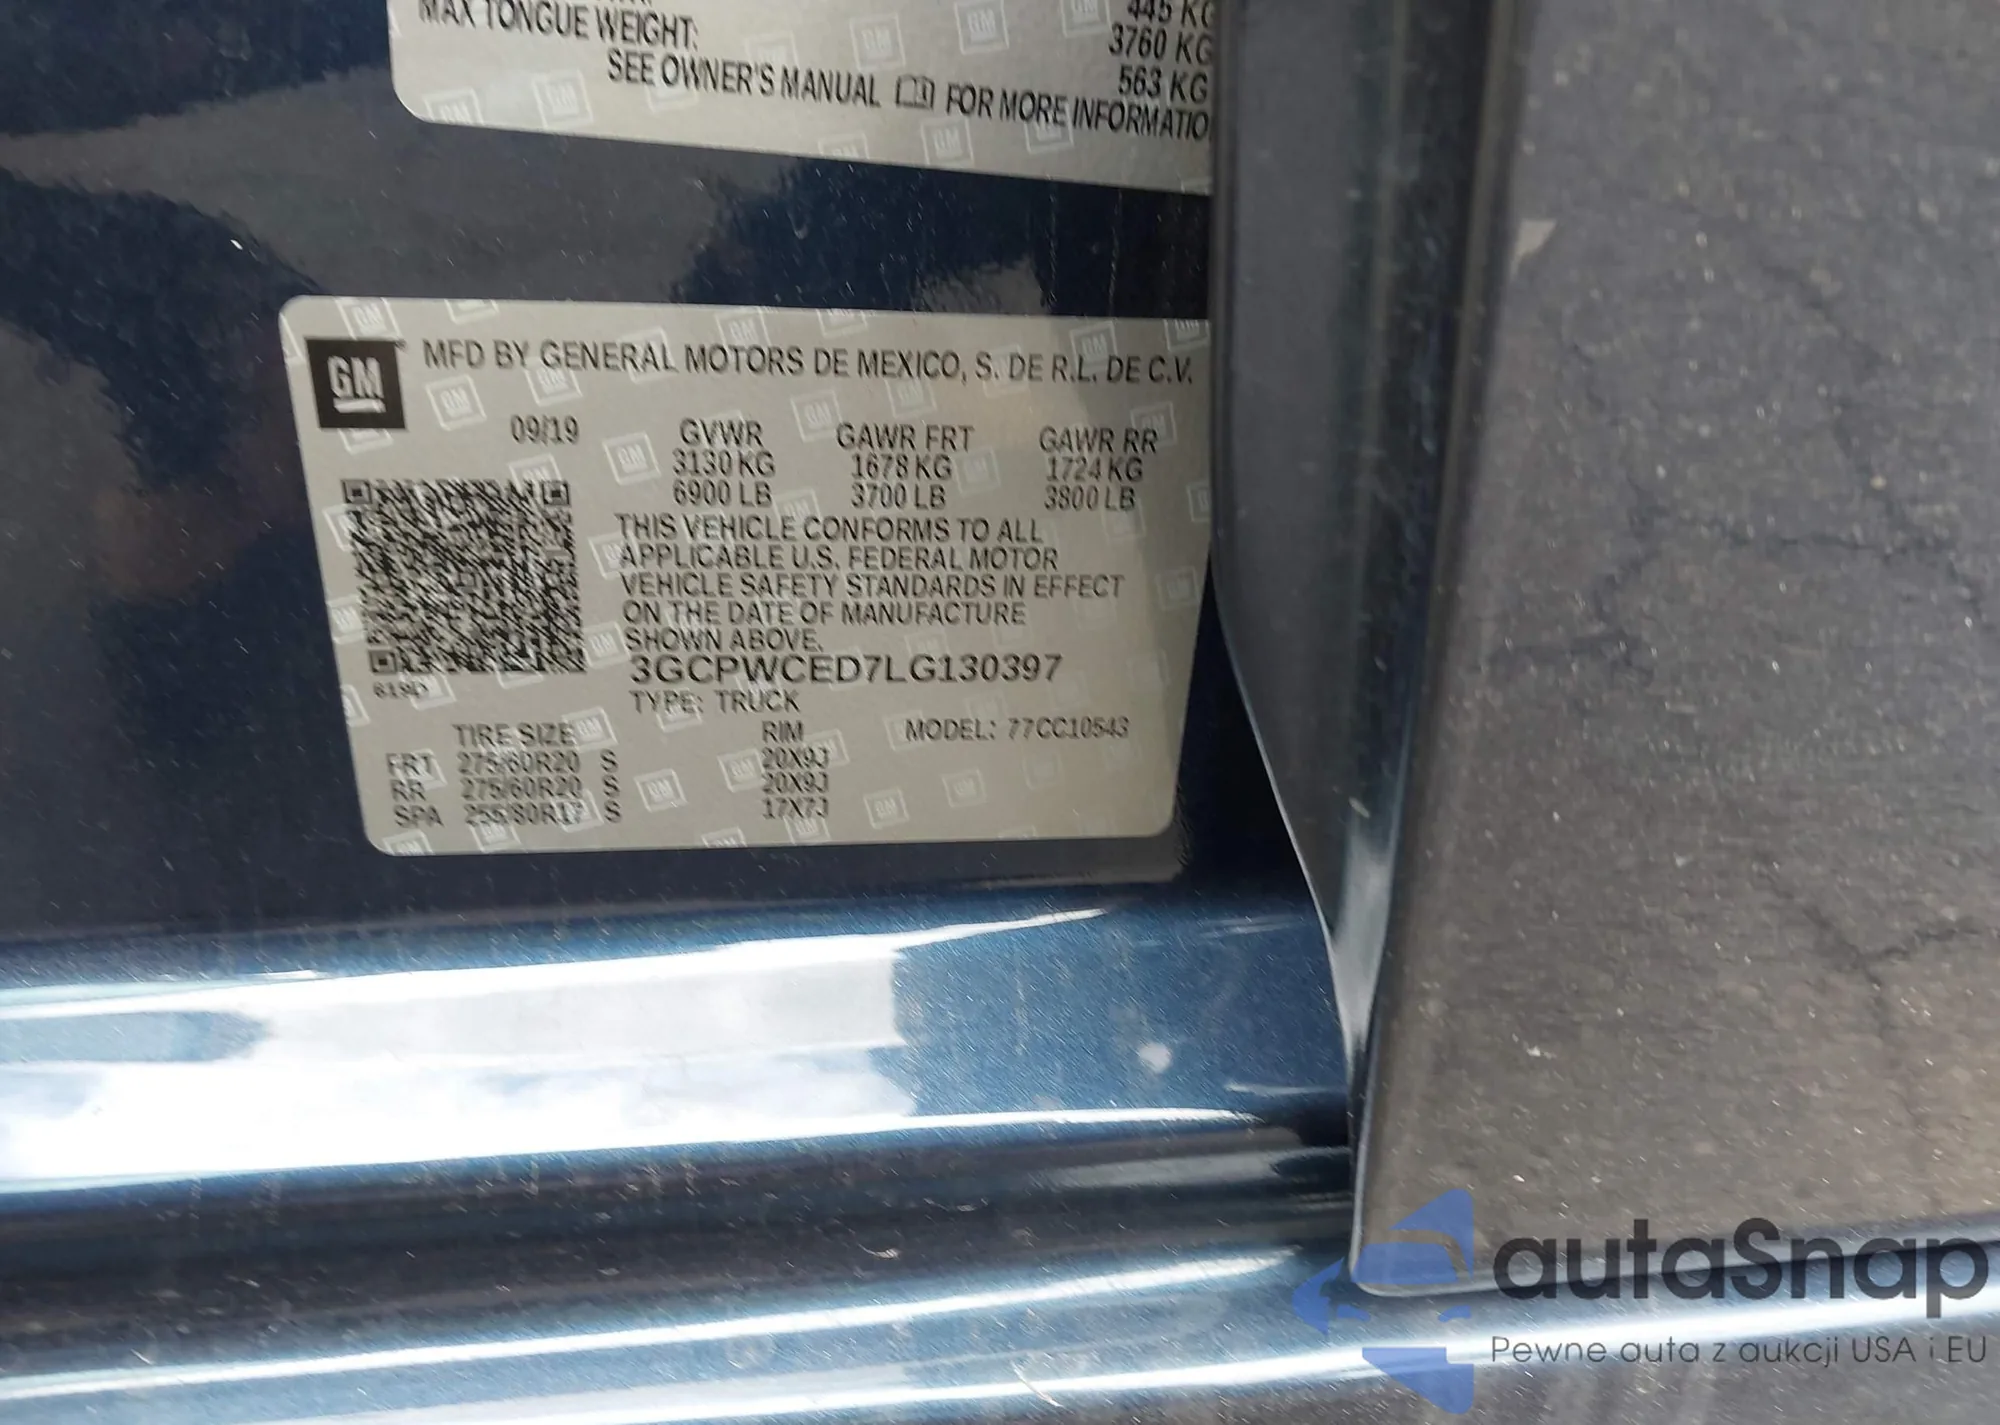 MAX TONGUE WEIGHT:
445 KG
3760 KG
563 KG
SEE OWNER'S MANUAL FOR MORE INFORMATIO
GM MFD BY GENERAL MOTORS DE MEXICO, S. DE R.L. DE C.V.
09/19 GVWR GAWR FRT GAWR RR
3130 KG 1678 KG 1724 KG
6900 LB 3700 LB 3800 LB
THIS VEHICLE CONFORMS TO ALL
APPLICABLE U.S. FEDERAL MOTOR
VEHICLE SAFETY STANDARDS IN EFFECT
ON THE DATE OF MANUFACTURE
SHOWN ABOVE.
3GCPWCED7LG130397
619D
TYPE: TRUCK
TIRE SIZE RIM MODEL: 77CC10543
FRT 275/60R20 S 20X9J
RR 275/60R20 S 20X9J
SPA 255/80R17 S 17X7J
autaSnap
Pewne auta z aukcji USA i EU